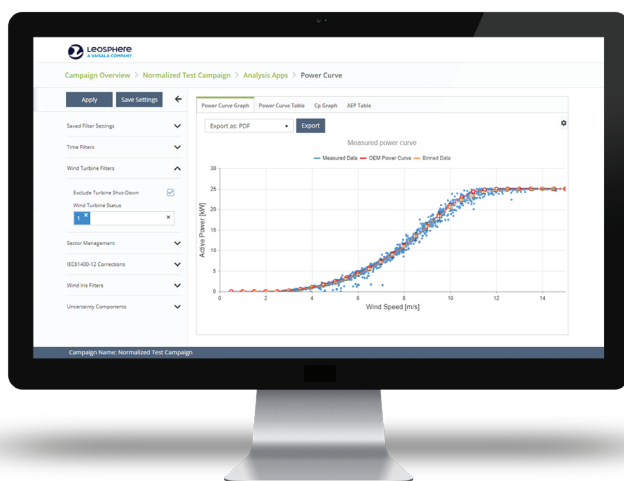 LEOSPHERE
A VAISALA COMPANY
Campaign Overview > Normalized Test Campaign > Analysis Apps > Power Curve
Apply Save Settings
Power Curve Graph Power Curve Table Cp Graph AEP Table
Saved Filter Settings
Export as: PDF Export
Time Filters
Measured power curve
Wind Turbine Filters
Measured Data OEM Power Curve Binned Data
Exclude Turbine Shut-Down
Wind Turbine Status
1 × ×
Sector Management
IEC61400-12 Corrections
Wind Iris Filters
Uncertainty Components
Active Power [kW]
30
25
20
15
10
5
0
0 2 4 6 8 10 12 14
Wind Speed [m/s]
Campaign Name: Normalized Test Campaign